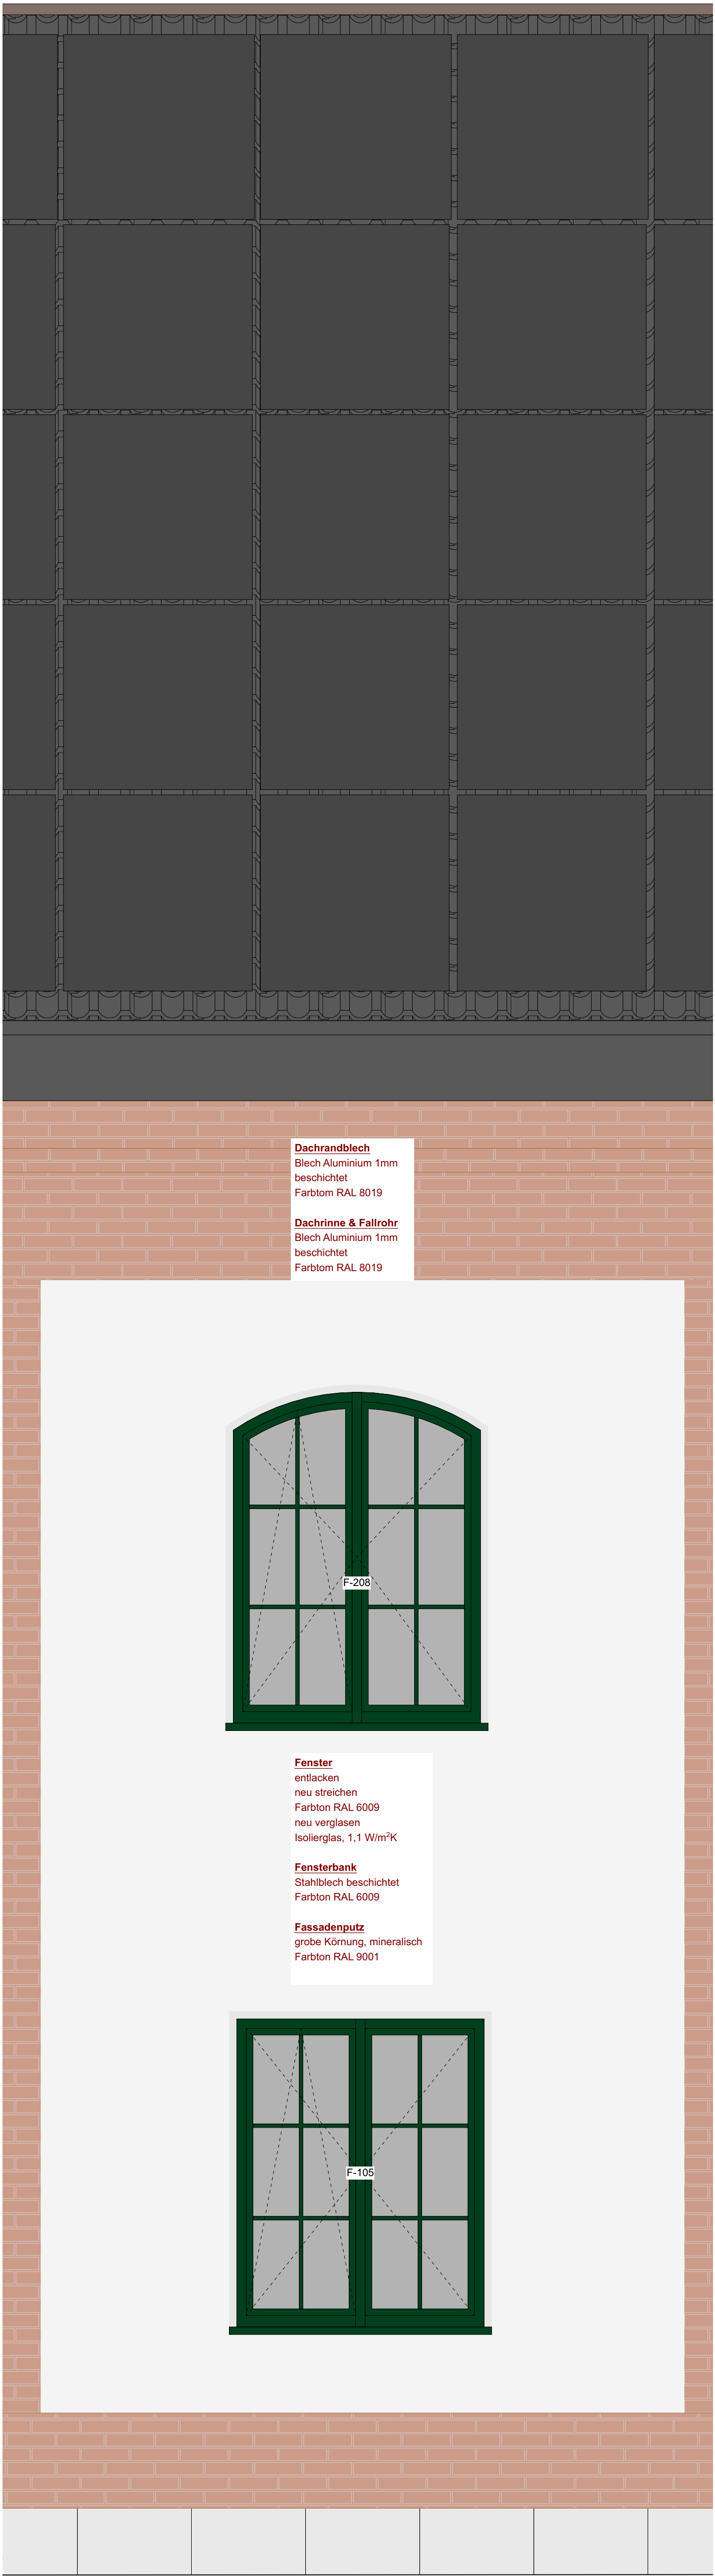 Dachrandblech
Blech Aluminium 1mm
beschichtet
Farbtom RAL 8019
Dachrinne & Fallrohr
Blech Aluminium 1mm
beschichtet
Farbtom RAL 8019
F-208
Fenster
entlacken
neu streichen
Farbton RAL 6009
neu verglasen
Isolierglas, 1,1 W/m²K
Fensterbank
Stahlblech beschichtet
Farbton RAL 6009
Fassadenputz
grobe Körnung, mineralisch
Farbton RAL 9001
F-105